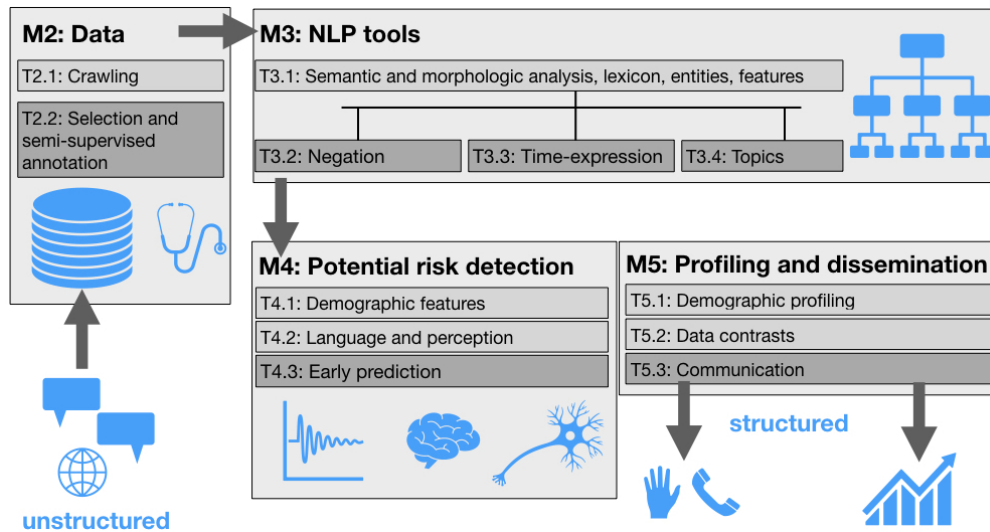 M2: Data
T2.1: Crawling
T2.2: Selection and
semi-supervised
annotation
M3: NLP tools
T3.1: Semantic and morphologic analysis, lexicon, entities, features
T3.2: Negation
T3.3: Time-expression
T3.4: Topics
M4: Potential risk detection
T4.1: Demographic features
T4.2: Language and perception
T4.3: Early prediction
M5: Profiling and dissemination
T5.1: Demographic profiling
T5.2: Data contrasts
T5.3: Communication
structured
unstructured